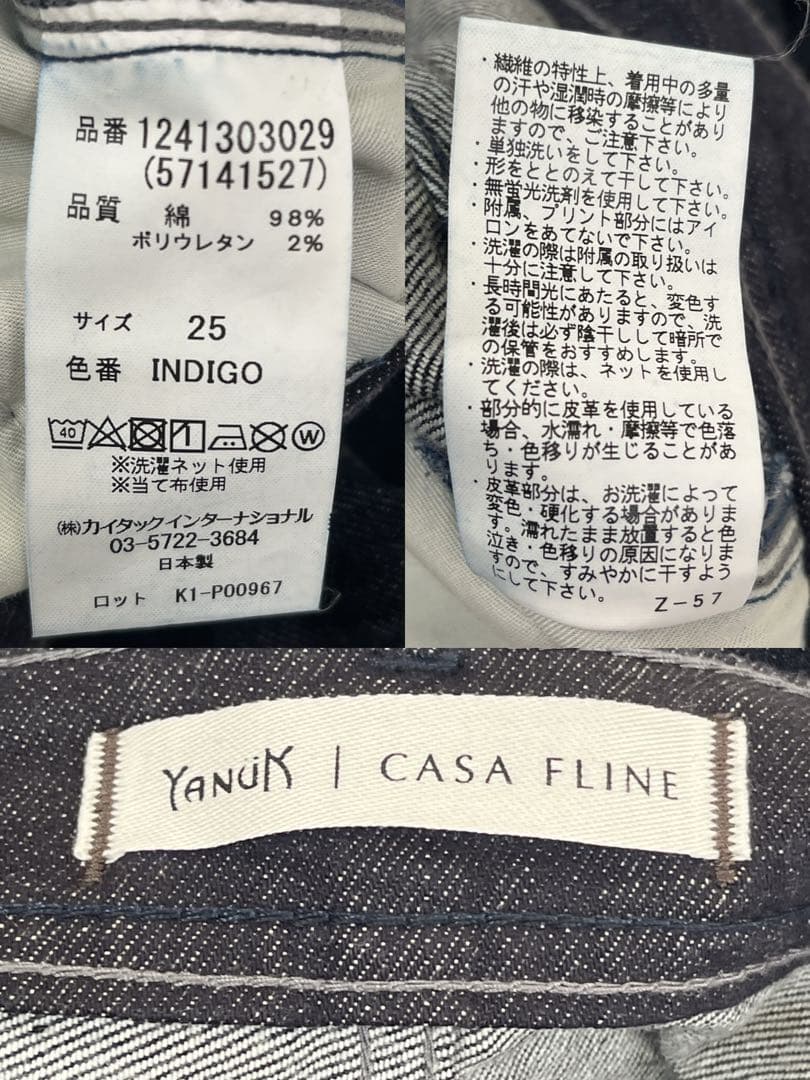 品番 1241303029
(57141527)
品質 綿 98%
ポリウレタン 2%
サイズ 25
色番 INDIGO
40
W
※洗濯ネット使用
※当て布使用
㈱カイタックインターナショナル
03-5722-3684
日本製
ロット K1-P00967
・繊維の特性上、着用中の多量
の汗や湿潤時の摩擦等により
他の物に移染することがあり
ますので、ご注意下さい。
・単独洗いをして下さい。
・形をととのえて干して下さい。
・無蛍光洗剤を使用して下さい。
・附属、プリント部分にはアイ
ロンをあてないで下さい。
・洗濯の際は附属の取り扱いは
十分に注意して下さい。
・長時間光にあたると、変色す
る可能性がありますので、洗
濯後は必ず陰干しして暗所で
の保管をおすすめします。
・洗濯の際は、ネットを使用し
てください。
・部分的に皮革を使用している
場合、水濡れ・摩擦等で色落
ち・色移りが生じることがあ
ります。
・皮革部分は、お洗濯によって
変色・硬化する場合がありま
す。濡れたまま放置すると色
泣き・色移りの原因になりま
すので、すみやかに干すよう
にして下さい。
Z-57
YANUK | CASA FLINE